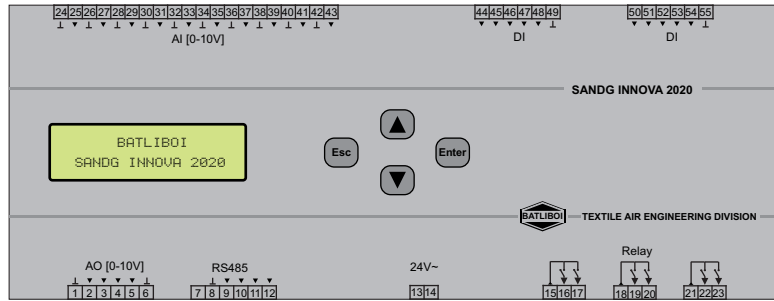 24 25 26 27 28 29 30 31 32 33 34 35 36 37 38 39 40 41 42 43
44 45 46 47 48 49
50 51 52 53 54 55
AI [0-10V]
DI
DI
SANDG INNOVA 2020
BATLIBOI
SANDG INNOVA 2020
Esc
Enter
BATLIBOI
TEXTILE AIR ENGINEERING DIVISION
AO [0-10V]
RS485
24V~
Relay
1 2 3 4 5 6
7 8 9 10 11 12
13 14
15 16 17
18 19 20
21 22 23